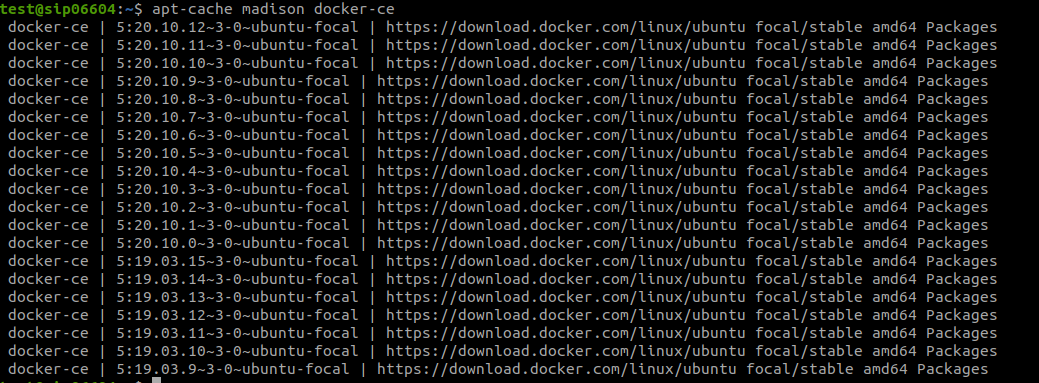 test@sip06604:~$ apt-cache madison docker-ce
docker-ce | 5:20.10.12~3-0~ubuntu-focal | https://download.docker.com/linux/ubuntu focal/stable amd64 Packages
docker-ce | 5:20.10.11~3-0~ubuntu-focal | https://download.docker.com/linux/ubuntu focal/stable amd64 Packages
docker-ce | 5:20.10.10~3-0~ubuntu-focal | https://download.docker.com/linux/ubuntu focal/stable amd64 Packages
docker-ce | 5:20.10.9~3-0~ubuntu-focal | https://download.docker.com/linux/ubuntu focal/stable amd64 Packages
docker-ce | 5:20.10.8~3-0~ubuntu-focal | https://download.docker.com/linux/ubuntu focal/stable amd64 Packages
docker-ce | 5:20.10.7~3-0~ubuntu-focal | https://download.docker.com/linux/ubuntu focal/stable amd64 Packages
docker-ce | 5:20.10.6~3-0~ubuntu-focal | https://download.docker.com/linux/ubuntu focal/stable amd64 Packages
docker-ce | 5:20.10.5~3-0~ubuntu-focal | https://download.docker.com/linux/ubuntu focal/stable amd64 Packages
docker-ce | 5:20.10.4~3-0~ubuntu-focal | https://download.docker.com/linux/ubuntu focal/stable amd64 Packages
docker-ce | 5:20.10.3~3-0~ubuntu-focal | https://download.docker.com/linux/ubuntu focal/stable amd64 Packages
docker-ce | 5:20.10.2~3-0~ubuntu-focal | https://download.docker.com/linux/ubuntu focal/stable amd64 Packages
docker-ce | 5:20.10.1~3-0~ubuntu-focal | https://download.docker.com/linux/ubuntu focal/stable amd64 Packages
docker-ce | 5:20.10.0~3-0~ubuntu-focal | https://download.docker.com/linux/ubuntu focal/stable amd64 Packages
docker-ce | 5:19.03.15~3-0~ubuntu-focal | https://download.docker.com/linux/ubuntu focal/stable amd64 Packages
docker-ce | 5:19.03.14~3-0~ubuntu-focal | https://download.docker.com/linux/ubuntu focal/stable amd64 Packages
docker-ce | 5:19.03.13~3-0~ubuntu-focal | https://download.docker.com/linux/ubuntu focal/stable amd64 Packages
docker-ce | 5:19.03.12~3-0~ubuntu-focal | https://download.docker.com/linux/ubuntu focal/stable amd64 Packages
docker-ce | 5:19.03.11~3-0~ubuntu-focal | https://download.docker.com/linux/ubuntu focal/stable amd64 Packages
docker-ce | 5:19.03.10~3-0~ubuntu-focal | https://download.docker.com/linux/ubuntu focal/stable amd64 Packages
docker-ce | 5:19.03.9~3-0~ubuntu-focal | https://download.docker.com/linux/ubuntu focal/stable amd64 Packages